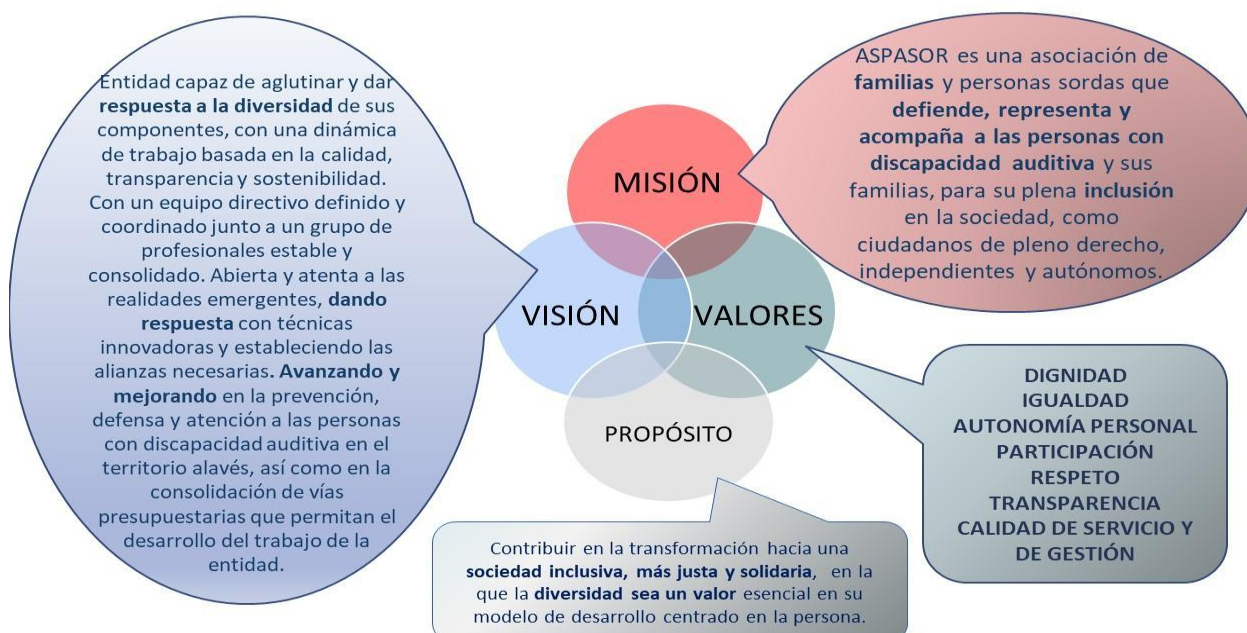 Entidad capaz de aglutinar y dar
respuesta a la diversidad de sus
componentes, con una dinámica
de trabajo basada en la calidad,
transparencia y sostenibilidad.
Con un equipo directivo definido y
coordinado junto a un grupo de
profesionales estable y
consolidado. Abierta y atenta a las
realidades emergentes, dando
respuesta con técnicas
innovadoras y estableciendo las
alianzas necesarias. Avanzando y
mejorando en la prevención,
defensa y atención a las personas
con discapacidad auditiva en el
territorio alavés, así como en la
consolidación de vías
presupuestarias que permitan el
desarrollo del trabajo de la
entidad.
MISIÓN
VISIÓN
VALORES
PROPÓSITO
ASPASOR es una asociación de
familias y personas sordas que
defiende, representa y
acompaña a las personas con
discapacidad auditiva y sus
familias, para su plena inclusión
en la sociedad, como
ciudadanos de pleno derecho,
independientes y autónomos.
DIGNIDAD
IGUALDAD
AUTONOMÍA PERSONAL
PARTICIPACIÓN
RESPETO
TRANSPARENCIA
CALIDAD DE SERVICIO Y
DE GESTIÓN
Contribuir en la transformación hacia una
sociedad inclusiva, más justa y solidaria, en la
que la diversidad sea un valor esencial en su
modelo de desarrollo centrado en la persona.